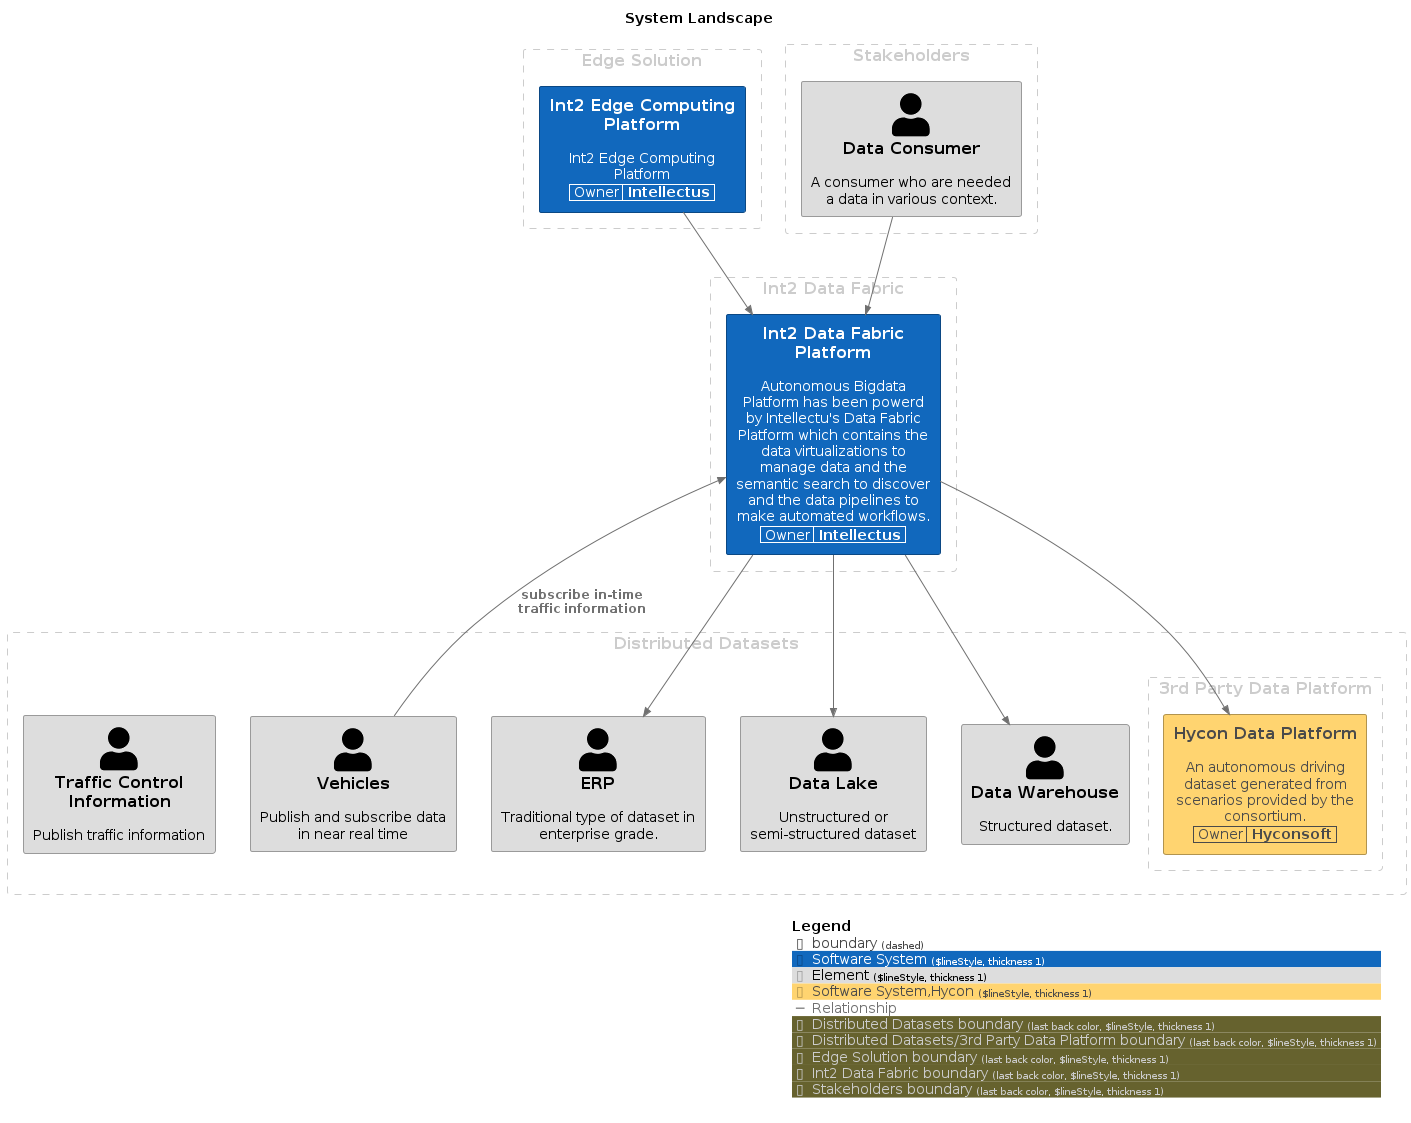 System Landscape
Edge Solution
Int2 Edge Computing
Platform
Int2 Edge Computing
Platform
Owner Intellectus
Stakeholders
Data Consumer
A consumer who are needed
a data in various context.
Int2 Data Fabric
Int2 Data Fabric
Platform
Autonomous Bigdata
Platform has been powerd
by Intellectu's Data Fabric
Platform which contains the
data virtualizations to
manage data and the
semantic search to discover
and the data pipelines to
make automated workflows.
Owner Intellectus
subscribe in-time
traffic information
Distributed Datasets
Traffic Control
Information
Publish traffic information
Vehicles
Publish and subscribe data
in near real time
ERP
Traditional type of dataset in
enterprise grade.
Data Lake
Unstructured or
semi-structured dataset
Data Warehouse
Structured dataset.
3rd Party Data Platform
Hycon Data Platform
An autonomous driving
dataset generated from
scenarios provided by the
consortium.
Owner Hyconsoft
Legend
boundary (dashed)
Software System ($lineStyle, thickness 1)
Element ($lineStyle, thickness 1)
Software System,Hycon ($lineStyle, thickness 1)
Relationship
Distributed Datasets boundary (last back color, $lineStyle, thickness 1)
Distributed Datasets/3rd Party Data Platform boundary (last back color, $lineStyle, thickness 1)
Edge Solution boundary (last back color, $lineStyle, thickness 1)
Int2 Data Fabric boundary (last back color, $lineStyle, thickness 1)
Stakeholders boundary (last back color, $lineStyle, thickness 1)